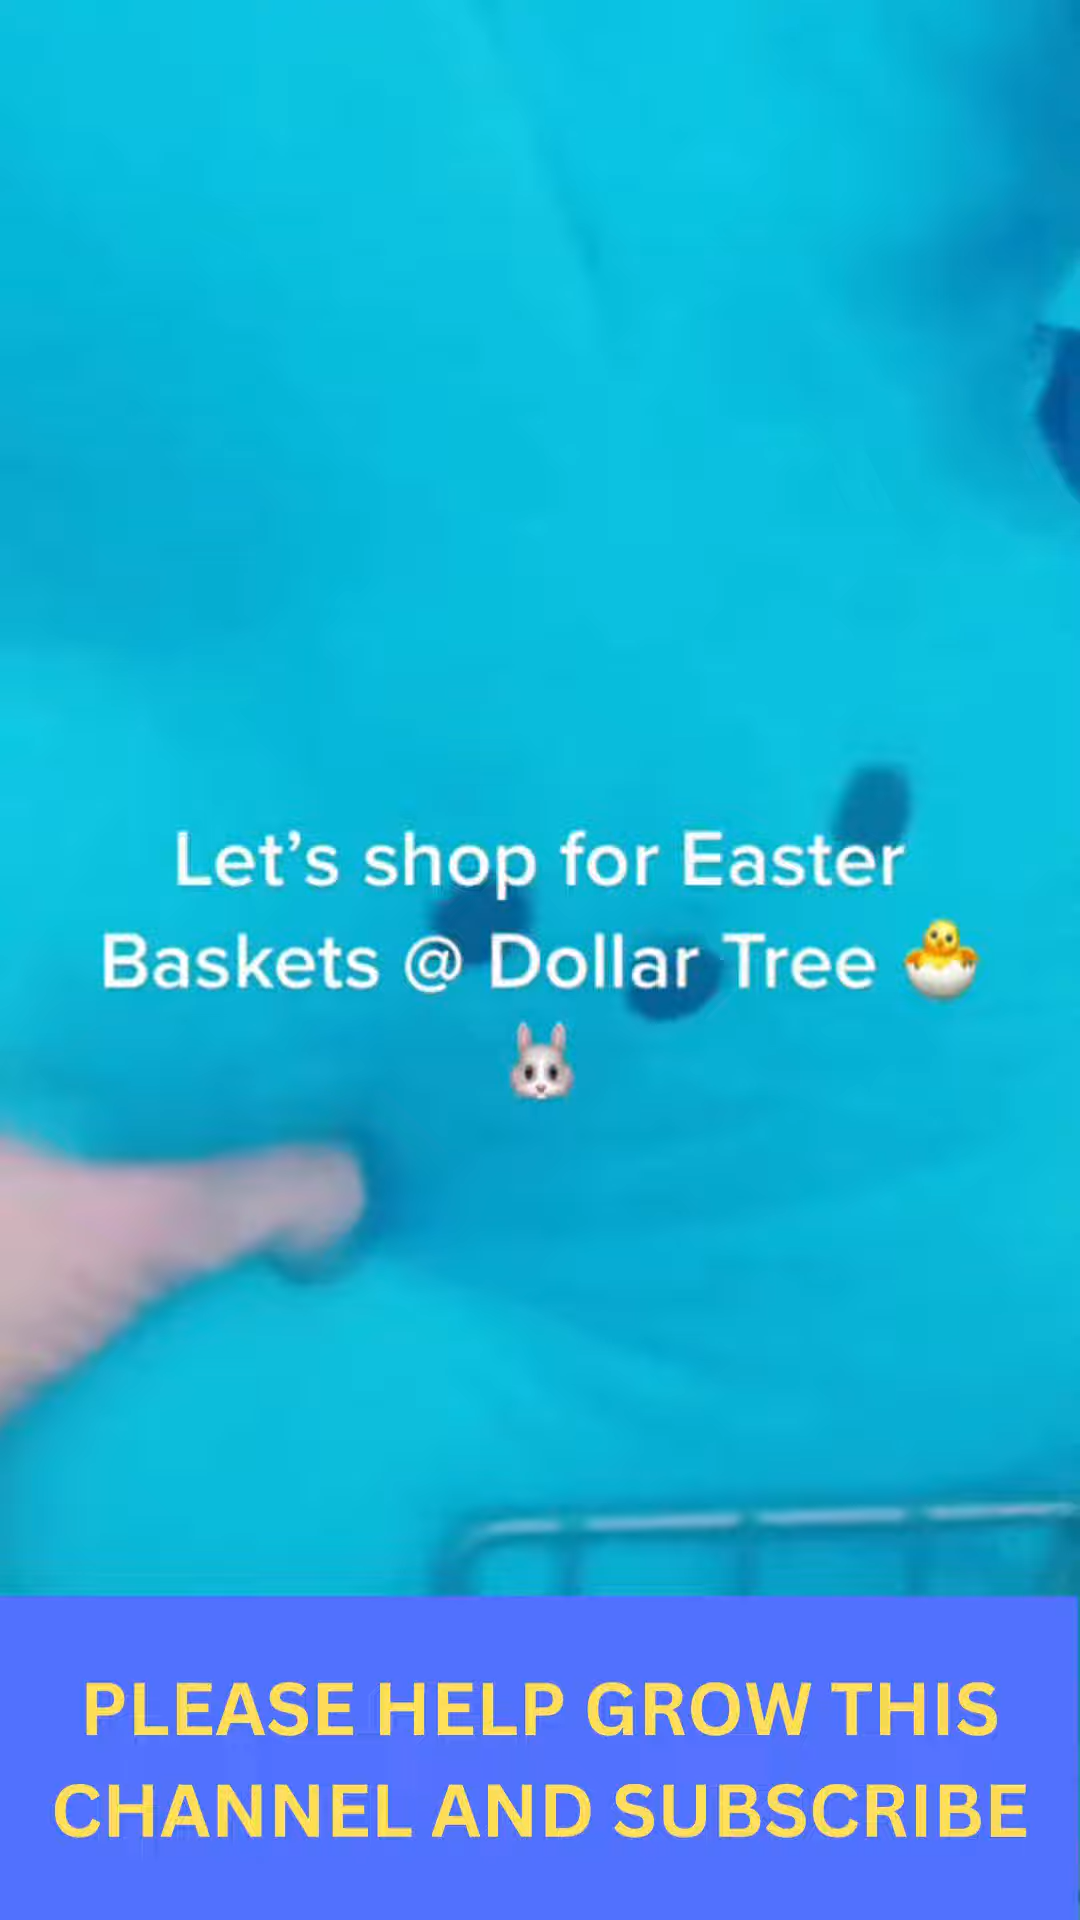 Let’s shop for Easter
Baskets @ Dollar Tree 🐣
🐰
PLEASE HELP GROW THIS
CHANNEL AND SUBSCRIBE